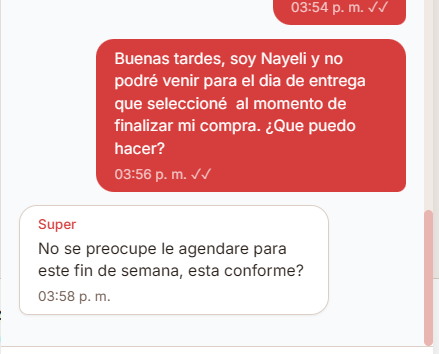 03:54 p. m. ✓✓
Buenas tardes, soy Nayeli y no
podré venir para el dia de entrega
que seleccioné al momento de
finalizar mi compra. ¿Que puedo
hacer?
03:56 p. m. ✓✓
Super
No se preocupe le agendare para
este fin de semana, esta conforme?
03:58 p. m.